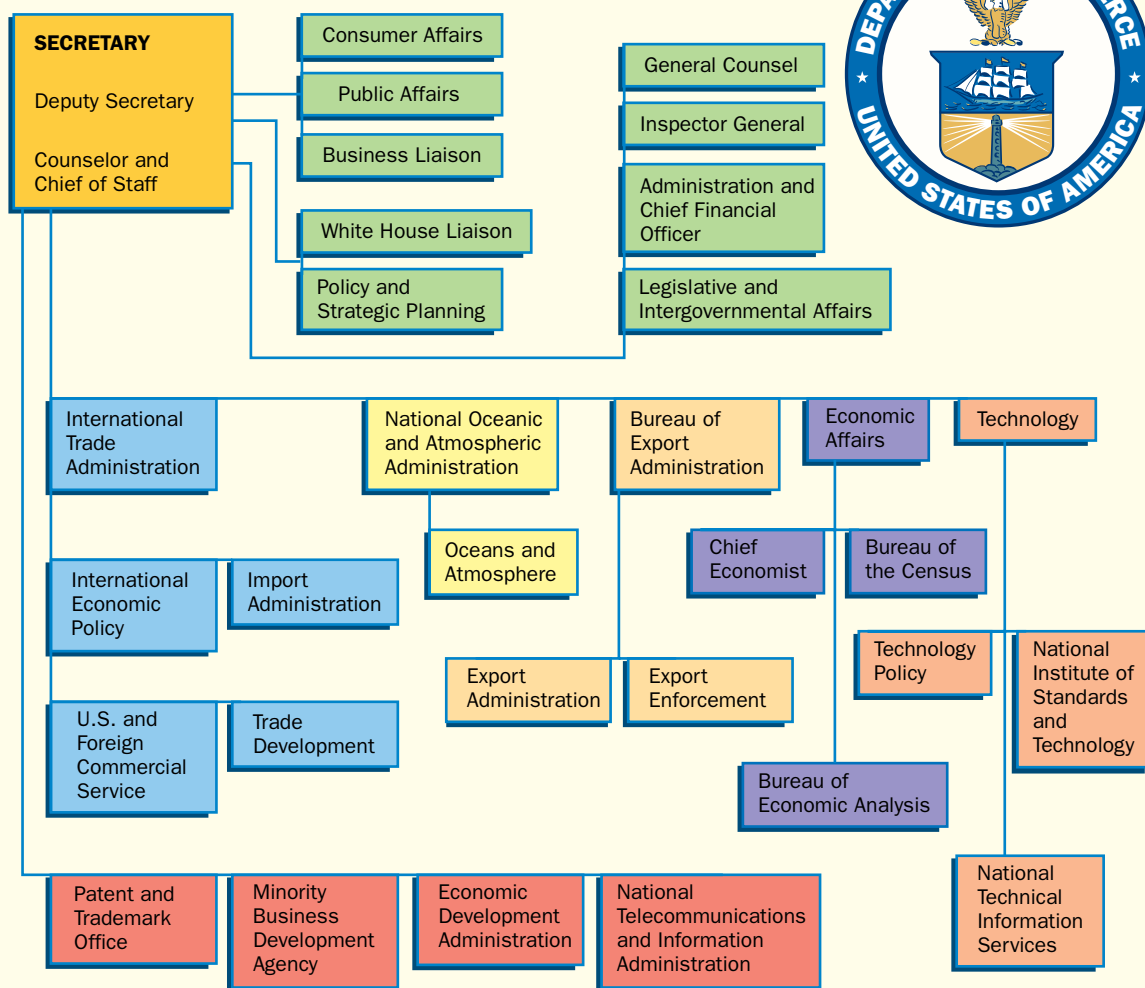 SECRETARY
Deputy Secretary
Counselor and
Chief of Staff
Consumer Affairs
Public Affairs
Business Liaison
White House Liaison
Policy and
Strategic Planning
General Counsel
Inspector General
Administration and
Chief Financial
Officer
Legislative and
Intergovernmental Affairs
UNITED STATES OF AMERICA
International
Trade
Administration
National Oceanic
and Atmospheric
Administration
Bureau of
Export
Administration
Economic
Affairs
Technology
Oceans and
Atmosphere
Chief
Economist
Bureau of
the Census
International
Economic
Policy
Import
Administration
Technology
Policy
National
Institute of
Standards
and
Technology
Export
Administration
Export
Enforcement
U.S. and
Foreign
Commercial
Service
Trade
Development
Bureau of
Economic Analysis
National
Technical
Information
Services
Patent and
Trademark
Office
Minority
Business
Development
Agency
Economic
Development
Administration
National
Telecommunications
and Information
Administration